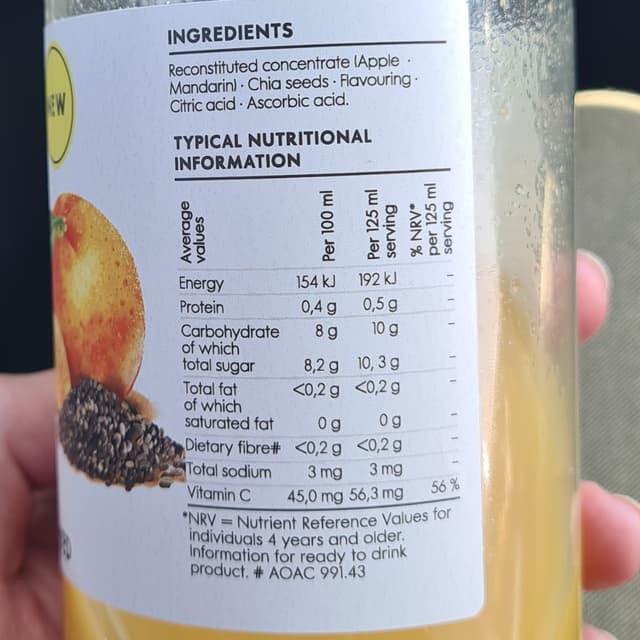 INGREDIENTS
Reconstituted concentrate (Apple ·
Mandarin) · Chia seeds · Flavouring ·
Citric acid · Ascorbic acid.
TYPICAL NUTRITIONAL
INFORMATION
Average values Per 100 ml Per 125 ml serving % NRV* per 125 ml serving
Energy 154 kJ 192 kJ –
Protein 0,4 g 0,5 g –
Carbohydrate 8 g 10 g –
of which
total sugar 8,2 g 10, 3 g –
Total fat <0,2 g <0,2 g –
of which
saturated fat 0 g 0 g –
Dietary fibre# <0,2 g <0,2 g –
Total sodium 3 mg 3 mg –
Vitamin C 45,0 mg 56,3 mg 56 %
*NRV = Nutrient Reference Values for
individuals 4 years and older.
Information for ready to drink
product. # AOAC 991.43